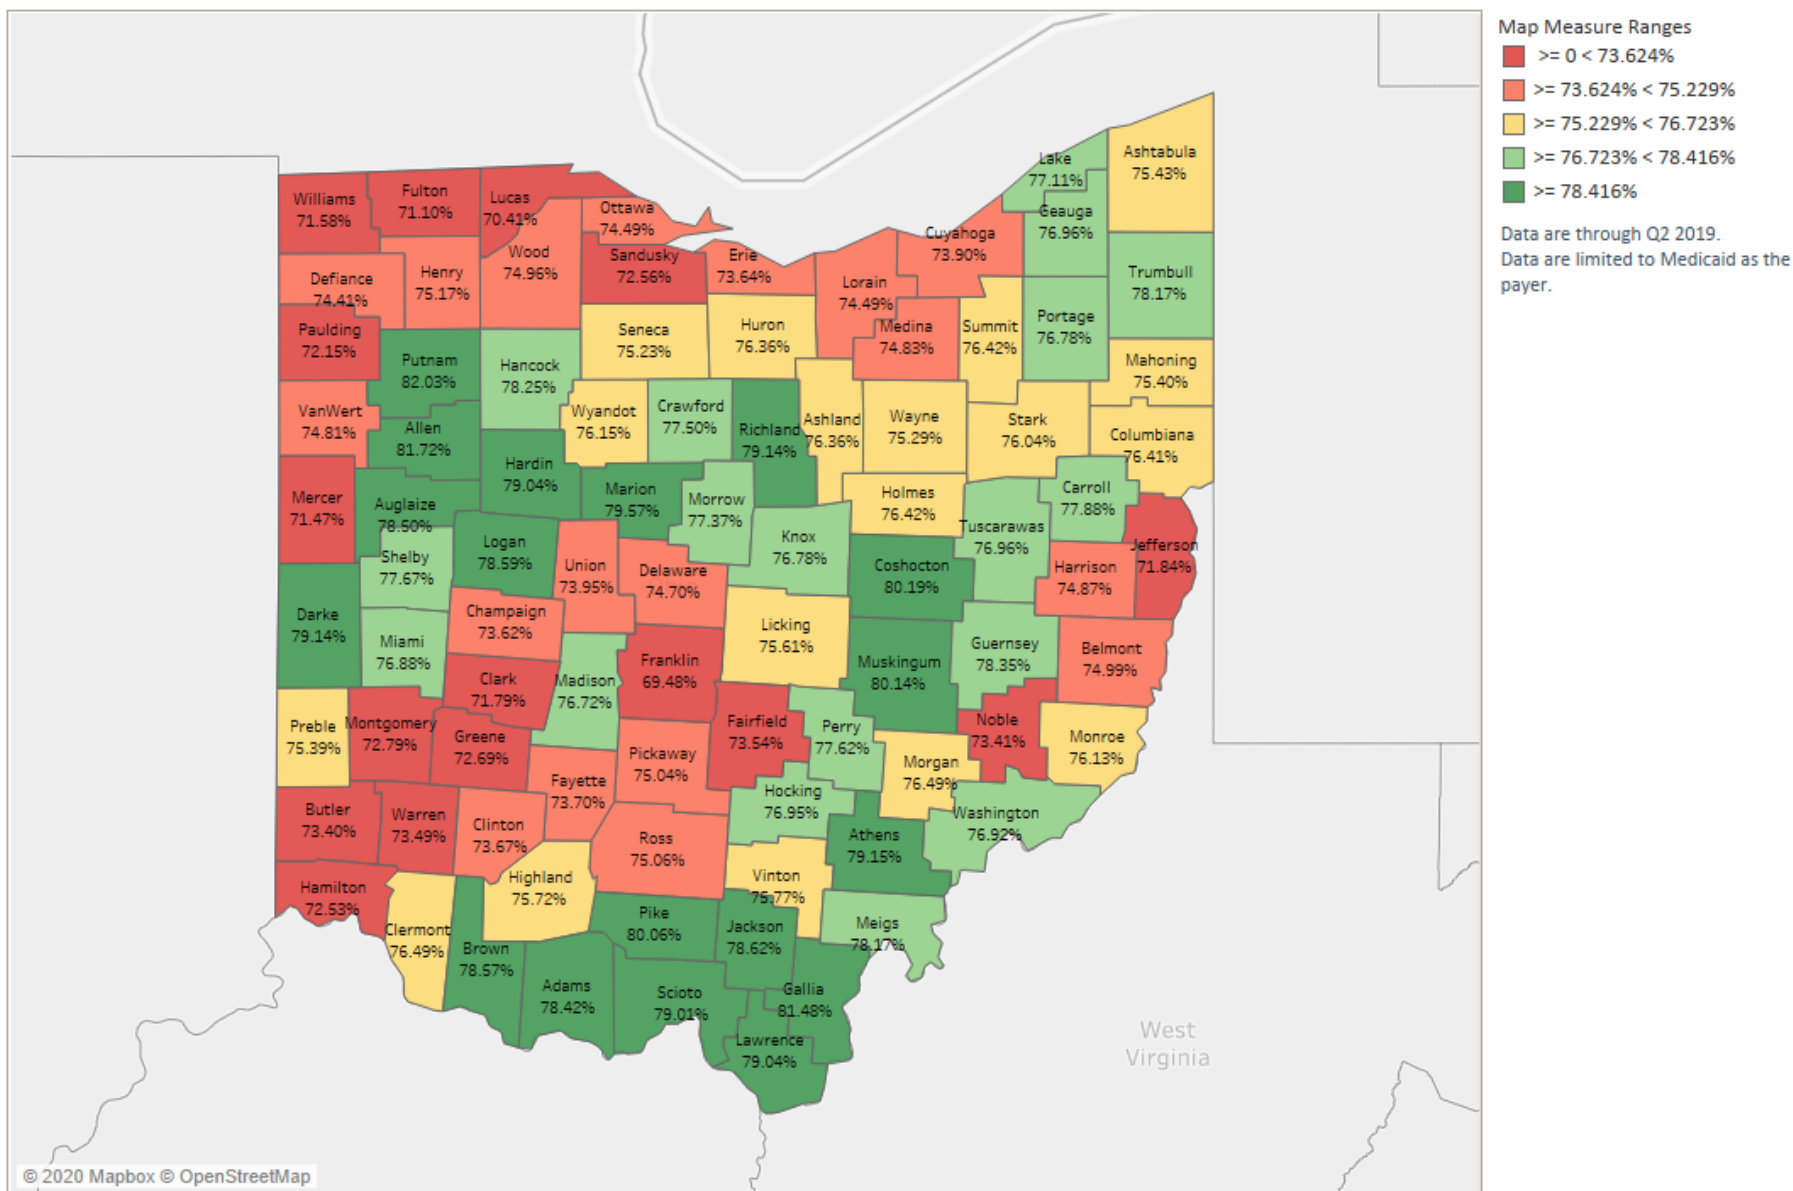 Map Measure Ranges
>= 0 < 73.624%
>= 73.624% < 75.229%
>= 75.229% < 76.723%
>= 76.723% < 78.416%
>= 78.416%
Data are through Q2 2019.
Data are limited to Medicaid as the
payer.
Williams
71.58%
Fulton
71.10%
Lucas
70.41%
Ottawa
74.49%
Lake
77.11%
Ashtabula
75.43%
Geauga
76.96%
Cuyahoga
73.90%
Wood
74.96%
Sandusky
72.56%
Erie
73.64%
Defiance
74.41%
Henry
75.17%
Lorain
74.49%
Trumbull
78.17%
Paulding
72.15%
Seneca
75.23%
Huron
76.36%
Medina
74.83%
Summit
76.42%
Portage
76.78%
Putnam
82.03%
Hancock
78.25%
Mahoning
75.40%
VanWert
74.81%
Wyandot
76.15%
Crawford
77.50%
Richland
79.14%
Ashland
76.36%
Wayne
75.29%
Stark
76.04%
Columbiana
76.41%
Allen
81.72%
Hardin
79.04%
Mercer
71.47%
Auglaize
78.50%
Marion
79.57%
Morrow
77.37%
Holmes
76.42%
Carroll
77.88%
Tuscarawas
76.96%
Jefferson
71.84%
Shelby
77.67%
Logan
78.59%
Union
73.95%
Delaware
74.70%
Knox
76.78%
Coshocton
80.19%
Harrison
74.87%
Darke
79.14%
Miami
76.88%
Champaign
73.62%
Licking
75.61%
Guernsey
78.35%
Belmont
74.99%
Clark
71.79%
Madison
76.72%
Franklin
69.48%
Muskingum
80.14%
Preble
75.39%
Montgomery
72.79%
Greene
72.69%
Fairfield
73.54%
Perry
77.62%
Noble
73.41%
Monroe
76.13%
Pickaway
75.04%
Morgan
76.49%
Fayette
73.70%
Hocking
76.95%
Washington
76.92%
Butler
73.40%
Warren
73.49%
Clinton
73.67%
Ross
75.06%
Athens
79.15%
Hamilton
72.53%
Highland
75.72%
Vinton
75.77%
Clermont
76.49%
Brown
78.57%
Pike
80.06%
Jackson
78.62%
Meigs
78.17%
Adams
78.42%
Scioto
79.01%
Gallia
81.48%
Lawrence
79.04%
West
Virginia
© 2020 Mapbox © OpenStreetMap